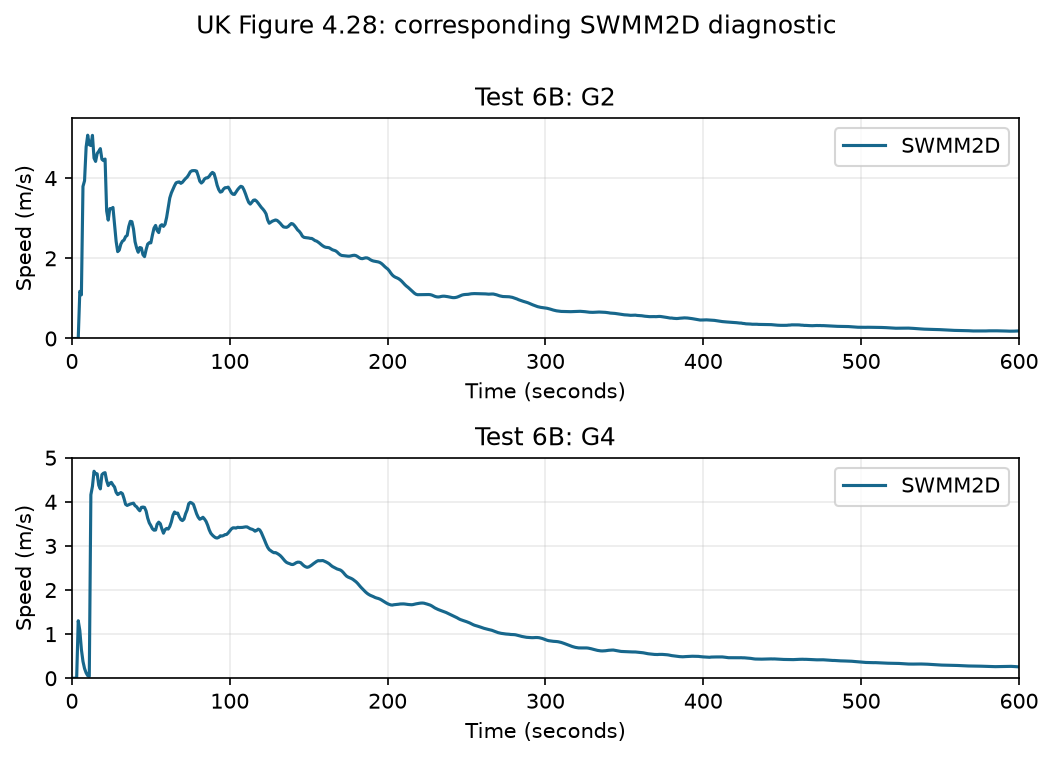 UK Figure 4.28: corresponding SWMM2D diagnostic
Test 6B: G2
SWMM2D
Speed (m/s)
4
2
0
0 100 200 300 400 500 600
Time (seconds)
Test 6B: G4
SWMM2D
Speed (m/s)
5
4
3
2
1
0
0 100 200 300 400 500 600
Time (seconds)